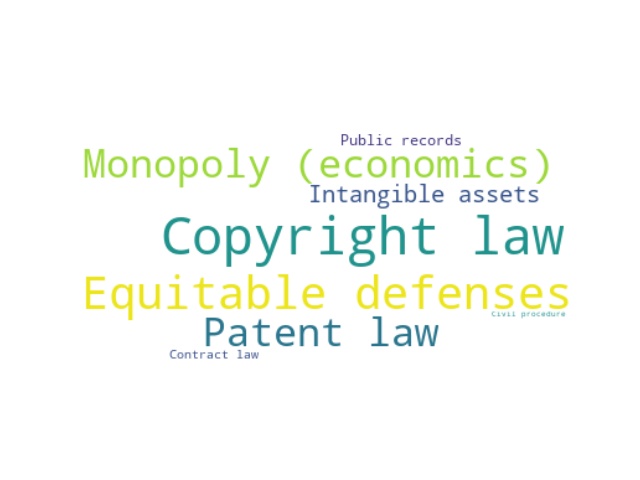 Public records
Monopoly (economics)
Intangible assets
Copyright law
Equitable defenses
Civil procedure
Patent law
Contract law